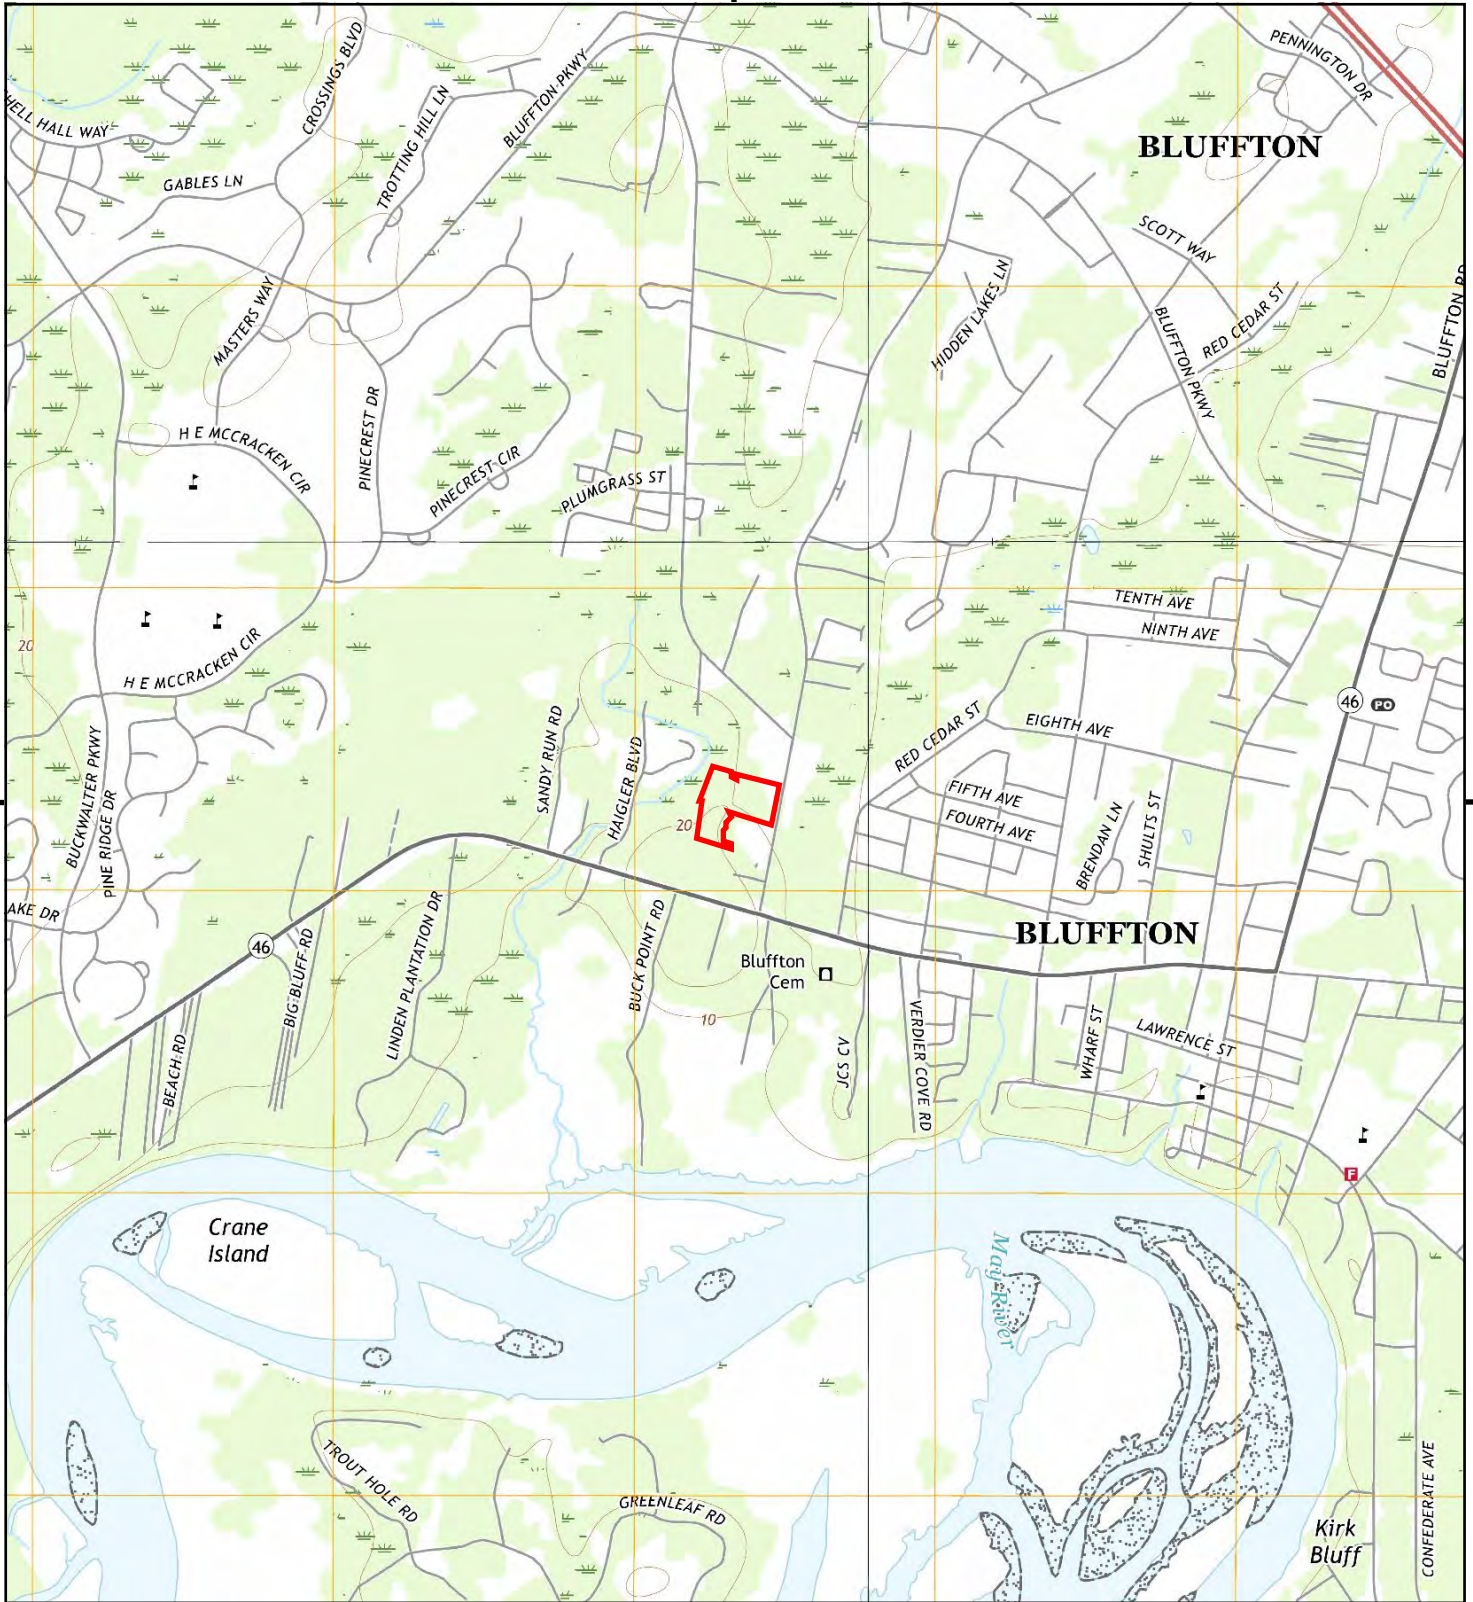 PENNINGTON DR
CROSSINGS BLVD
BLUFFTON PKWY
TROTTING HILL LN
HELL HALL WAY
BLUFFTON
GABLES LN
SCOTT WAY
MASTERS WAY
HIDDEN LAKES LN
BLUFFTON PKWY
RED CEDAR ST
BLUFFTON RD
H E MCCRACKEN CIR
PINECREST DR
PINECREST CIR
PLUMGRASS ST
TENTH AVE
NINTH AVE
20
H E MCCRACKEN CIR
46
PO
SANDY RUN RD
HAIGLER BLVD
RED CEDAR ST
EIGHTH AVE
BUCKWALTER PKWY
PINE RIDGE DR
FIFTH AVE
FOURTH AVE
BRENDAN LN
SHULTS ST
20
AKE DR
46
BIG BLUFF RD
LINDEN PLANTATION DR
BUCK POINT RD
BLUFFTON
Bluffton
Cem
10
VERDIER COVE RD
WHARF ST
LAWRENCE ST
BEACH RD
JCS CV
F
Crane
Island
May River
TROUT HOLE RD
GREENLEAF RD
Kirk
Bluff
CONFEDERATE AVE